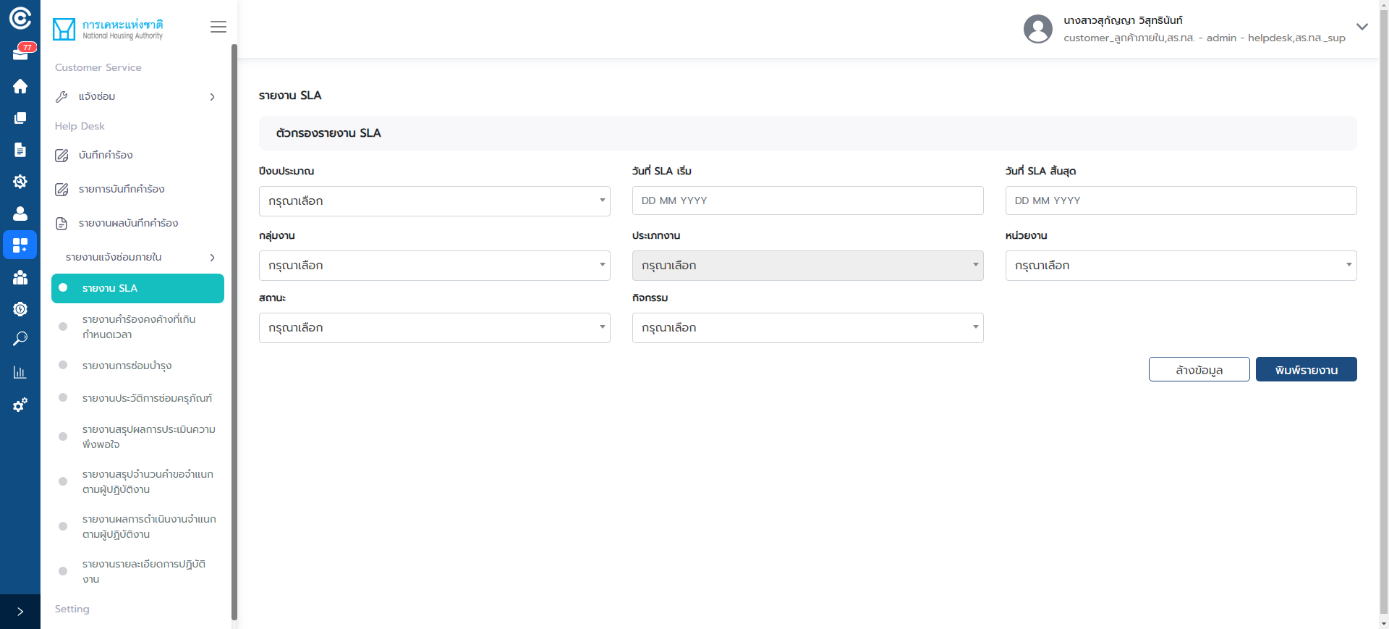 77
การเคหะแห่งชาติ
National Housing Authority
Customer Service
แจ้งซ่อม
Help Desk
บันทึกคำร้อง
รายการบันทึกคำร้อง
รายงานผลบันทึกคำร้อง
รายงานแจ้งซ่อมภายใน
รายงาน SLA
รายงานคำร้องคงค้างที่เกิน
กำหนดเวลา
รายงานการซ่อมบำรุง
รายงานประวัติการซ่อมครุภัณฑ์
รายงานสรุปผลการประเมินความ
พึงพอใจ
รายงานสรุปจำนวนคำขอจำแนก
ตามผู้ปฏิบัติงาน
รายงานผลการดำเนินงานจำแนก
ตามผู้ปฏิบัติงาน
รายงานรายละเอียดการปฏิบัติ
งาน
Setting
นางสาวสุกัญญา วิสุทธินันท์
customer_ลูกค้าภายใน,สร.ทส. - admin - helpdesk,สร.ทส._sup
รายงาน SLA
ตัวกรองรายงาน SLA
ปีงบประมาณ
วันที่ SLA เริ่ม
วันที่ SLA สิ้นสุด
กรุณาเลือก
DD MM YYYY
DD MM YYYY
กลุ่มงาน
ประเภทงาน
หน่วยงาน
กรุณาเลือก
กรุณาเลือก
กรุณาเลือก
สถานะ
กิจกรรม
กรุณาเลือก
กรุณาเลือก
ล้างข้อมูล
พิมพ์รายงาน